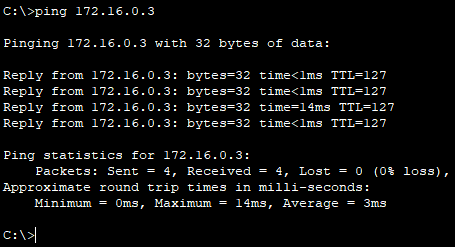 C:\>ping 172.16.0.3
Pinging 172.16.0.3 with 32 bytes of data:
Reply from 172.16.0.3: bytes=32 time<1ms TTL=127
Reply from 172.16.0.3: bytes=32 time<1ms TTL=127
Reply from 172.16.0.3: bytes=32 time=14ms TTL=127
Reply from 172.16.0.3: bytes=32 time<1ms TTL=127
Ping statistics for 172.16.0.3:
    Packets: Sent = 4, Received = 4, Lost = 0 (0% loss),
Approximate round trip times in milli-seconds:
    Minimum = 0ms, Maximum = 14ms, Average = 3ms
C:\>